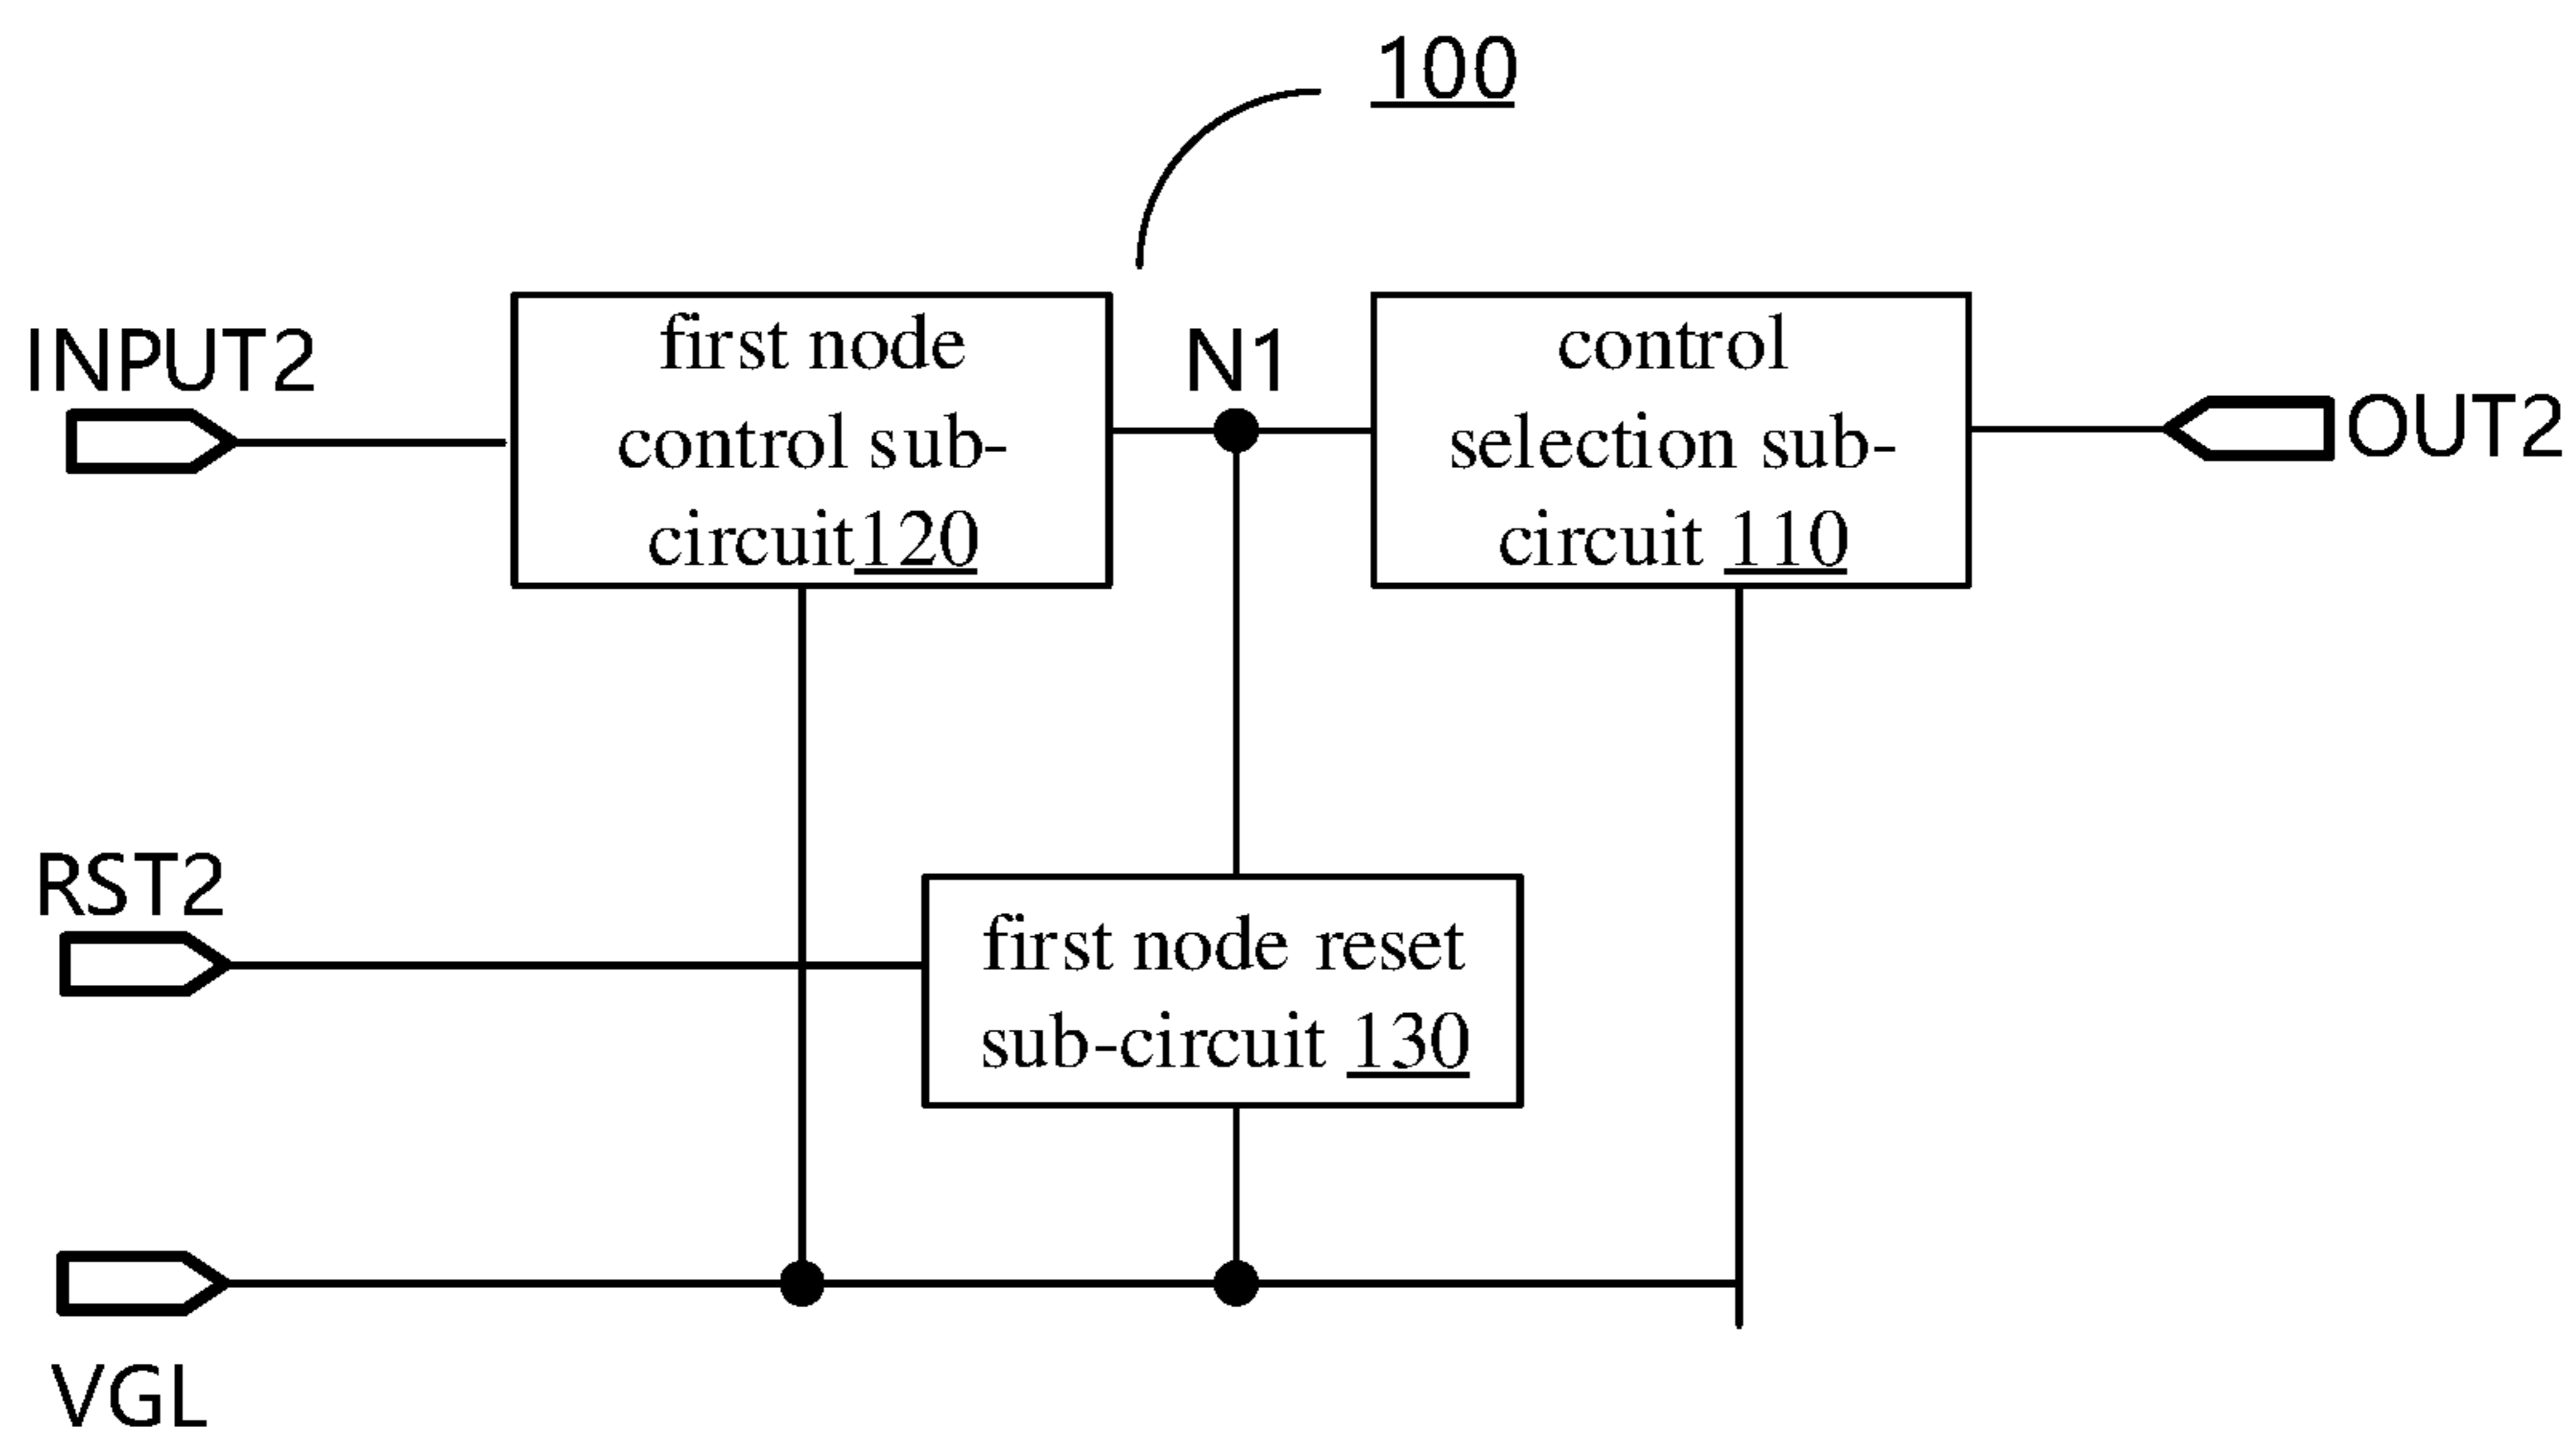 100
INPUT2
first node
control sub-
circuit120
N1
control
selection sub-
circuit 110
OUT2
RST2
first node reset
sub-circuit 130
VGL